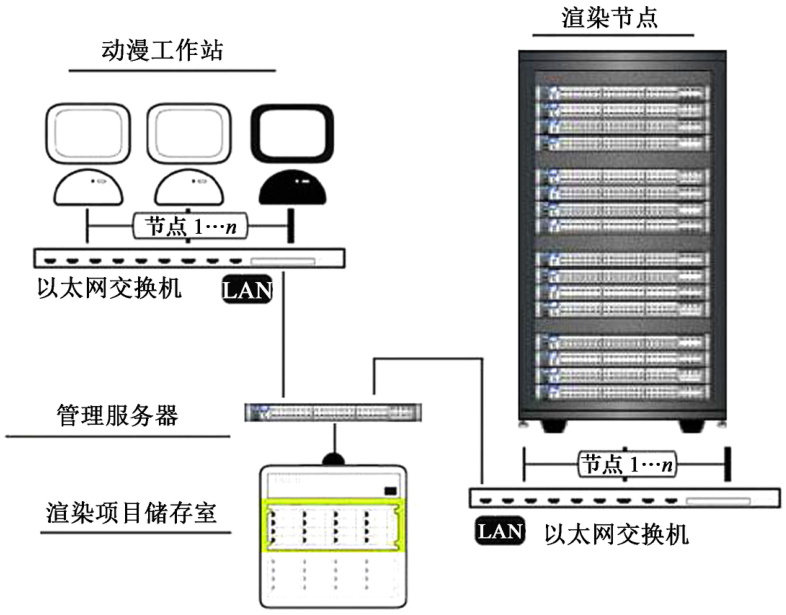 渲染节点
动漫工作站
节点 1…n
以太网交换机 LAN
管理服务器
节点 1…n
渲染项目储存室
LAN 以太网交换机